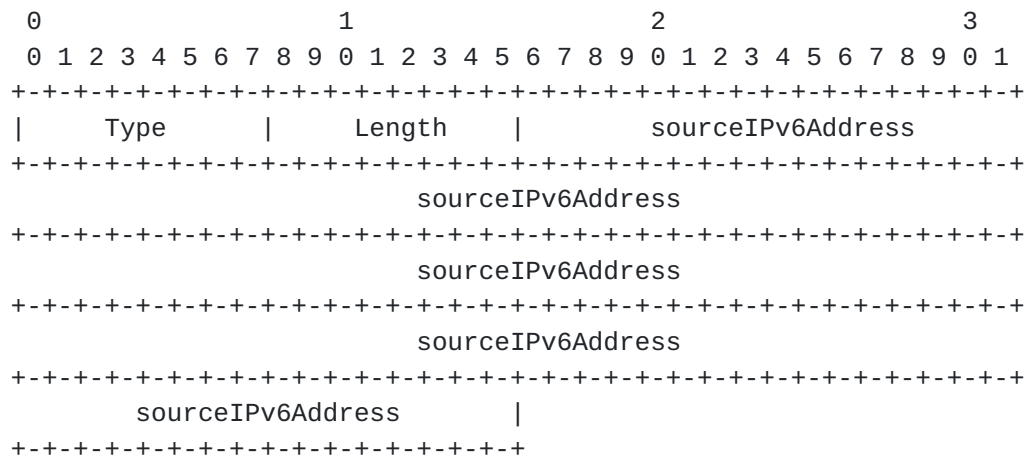 0                   1                   2                   3
 0 1 2 3 4 5 6 7 8 9 0 1 2 3 4 5 6 7 8 9 0 1 2 3 4 5 6 7 8 9 0 1
+-+-+-+-+-+-+-+-+-+-+-+-+-+-+-+-+-+-+-+-+-+-+-+-+-+-+-+-+-+-+-+-+
|     Type      |     Length    |        sourceIPv6Address
+-+-+-+-+-+-+-+-+-+-+-+-+-+-+-+-+-+-+-+-+-+-+-+-+-+-+-+-+-+-+-+-+
                          sourceIPv6Address
+-+-+-+-+-+-+-+-+-+-+-+-+-+-+-+-+-+-+-+-+-+-+-+-+-+-+-+-+-+-+-+-+
                          sourceIPv6Address
+-+-+-+-+-+-+-+-+-+-+-+-+-+-+-+-+-+-+-+-+-+-+-+-+-+-+-+-+-+-+-+-+
                          sourceIPv6Address
+-+-+-+-+-+-+-+-+-+-+-+-+-+-+-+-+-+-+-+-+-+-+-+-+-+-+-+-+-+-+-+-+
        sourceIPv6Address       |
+-+-+-+-+-+-+-+-+-+-+-+-+-+-+-+-+